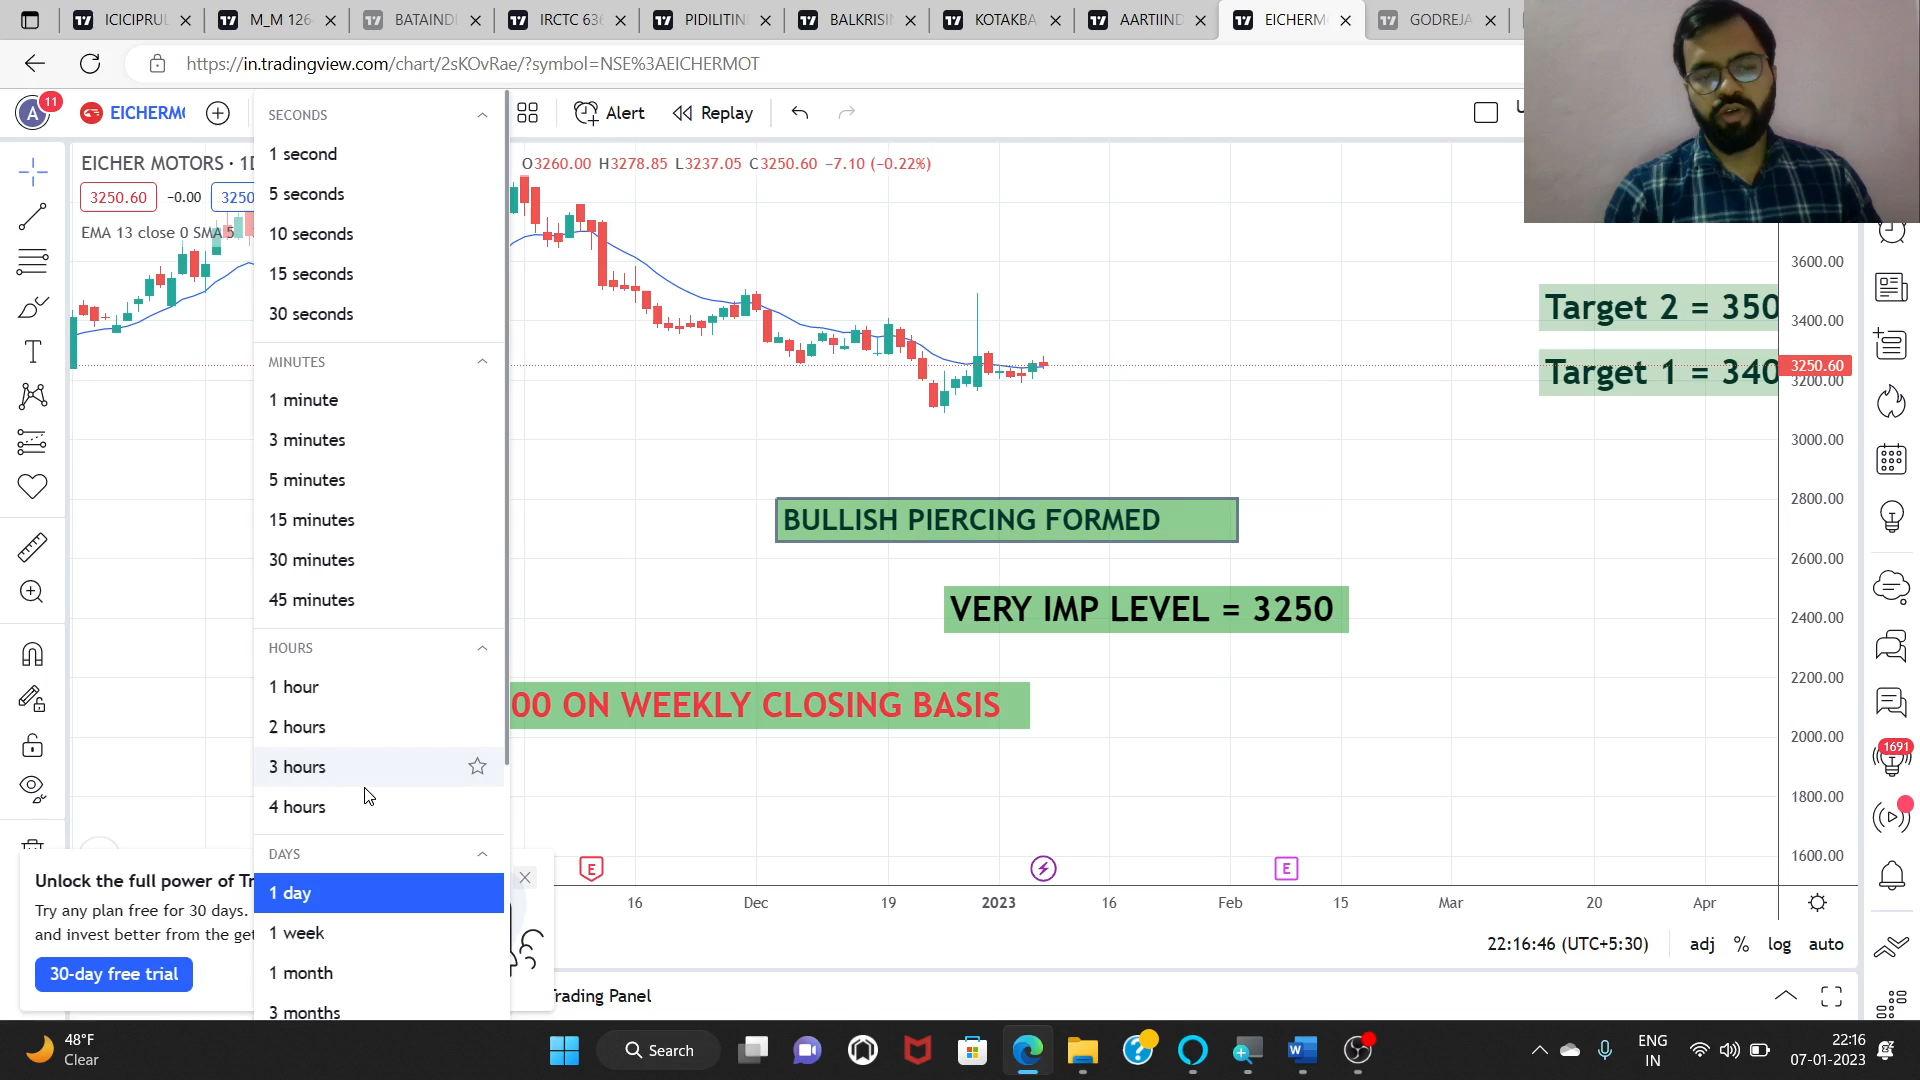 ICICIPRUL
M_M 126
BATAINDI
IRCTC 636
PIDILITIN
BALKRISI
KOTAKBA
AARTIIND
EICHERM
GODREJA
https://in.tradingview.com/chart/2sKOvRae/?symbol=NSE%3AEICHERMOT
A
11
EICHERM
Alert
Replay
EICHER MOTORS · 1D
O3260.00 H3278.85 L3237.05 C3250.60 −7.10 (−0.22%)
3250.60
−0.00
3250
EMA 13 close 0 SMA 5
SECONDS
1 second
5 seconds
10 seconds
15 seconds
30 seconds
MINUTES
1 minute
3 minutes
5 minutes
15 minutes
30 minutes
45 minutes
HOURS
1 hour
2 hours
3 hours
4 hours
DAYS
1 day
1 week
1 month
3 months
Target 2 = 350
Target 1 = 340
BULLISH PIERCING FORMED
VERY IMP LEVEL = 3250
00 ON WEEKLY CLOSING BASIS
3600.00
3400.00
3250.60
3200.00
3000.00
2800.00
2600.00
2400.00
2200.00
2000.00
1800.00
1600.00
1691
E
E
16
Dec
19
2023
16
Feb
15
Mar
20
Apr
Unlock the full power of Tr
Try any plan free for 30 days.
and invest better from the get
30-day free trial
22:16:46 (UTC+5:30)
adj
%
log
auto
Trading Panel
48°F
Clear
Search
ENG
IN
22:16
07-01-2023